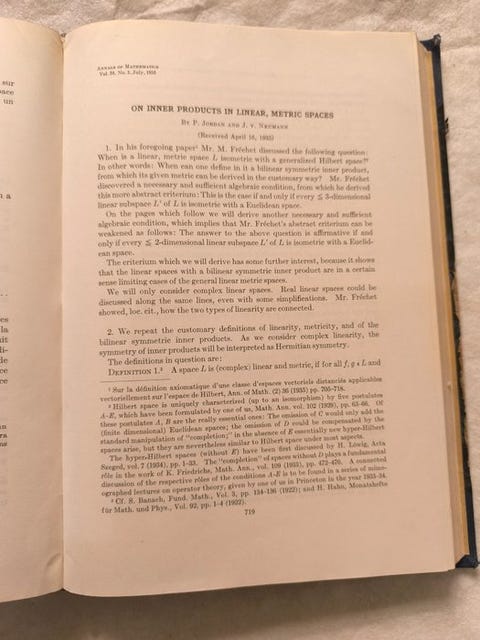 sur
pace
un
n a
es
la
it
li-
de
n
ra
a
ANNALS OF MATHEMATICS
Vol. 36, No. 3, July, 1935
ON INNER PRODUCTS IN LINEAR, METRIC SPACES
BY P. JORDAN AND J. V. NEUMANN
(Received April 16, 1935)
1. In his foregoing paper¹ Mr. M. Fréchet discussed the following question:
When is a linear, metric space L isometric with a generalized Hilbert space?²
In other words: When can one define in it a bilinear symmetric inner product,
from which its given metric can be derived in the customary way? Mr. Fréchet
discovered a necessary and sufficient algebraic condition, from which he derived
this more abstract criterium: This is the case if and only if every ≦ 3-dimensional
linear subspace L' of L is isometric with a Euclidean space.
On the pages which follow we will derive another necessary and sufficient
algebraic condition, which implies that Mr. Fréchet's abstract criterium can be
weakened as follows: The answer to the above question is affirmative if and
only if every ≦ 2-dimensional linear subspace L' of L is isometric with a Euclid-
ean space.
The criterium which we will derive has some further interest, because it shows
that the linear spaces with a bilinear symmetric inner product are in a certain
sense limiting cases of the general linear metric spaces.
We will only consider complex linear spaces. Real linear spaces could be
discussed along the same lines, even with some simplifications. Mr. Fréchet
showed, loc. cit., how the two types of linearity are connected.
2. We repeat the customary definitions of linearity, metricity, and of the
bilinear symmetric inner product. As we consider complex linearity, the
symmetry of inner products will be interpreted as Hermitian symmetry.
The definitions in question are:
DEFINITION 1.³ A space L is (complex) linear and metric, if for all f, g ε L and
¹ Sur la définition axiomatique d'une classe d'espaces vectoriels distanciés applicables
vectoriellement sur l'espace de Hilbert, Ann. of Math. (2) 36 (1935) pp. 705-718.
² Hilbert space is uniquely characterized (up to an isomorphism) by five postulates
A-E, which have been formulated by one of us, Math. Ann. vol. 102 (1929), pp. 63-66. Of
these postulates A, B are the really essential ones: The omission of C would only add the
(finite dimensional) Euclidean spaces; the omission of D could be compensated by the
standard manipulation of "completion;" in the absence of E essentially new hyper-Hilbert
spaces arise, but they are nevertheless similar to Hilbert space under most aspects.
The hyper-Hilbert spaces (without E) have been first discussed by H. Löwig, Acta
Szeged, vol. 7 (1934), pp. 1-33. The "completion" of spaces without D plays a fundamental
rôle in the work of K. Friedrichs, Math. Ann., vol. 109 (1933), pp. 472-470. A connected
discussion of the respective rôles of the conditions A-E is to be found in a series of mimeo-
graphed lectures on operator theory, given by one of us in Princeton in the year 1933-34.
³ Cf. S. Banach, Fund. Math., Vol. 3, pp. 134-136 (1922); and H. Hahn, Monatshefte
für Math. und Phys., Vol. 92, pp. 1-4 (1922).
719